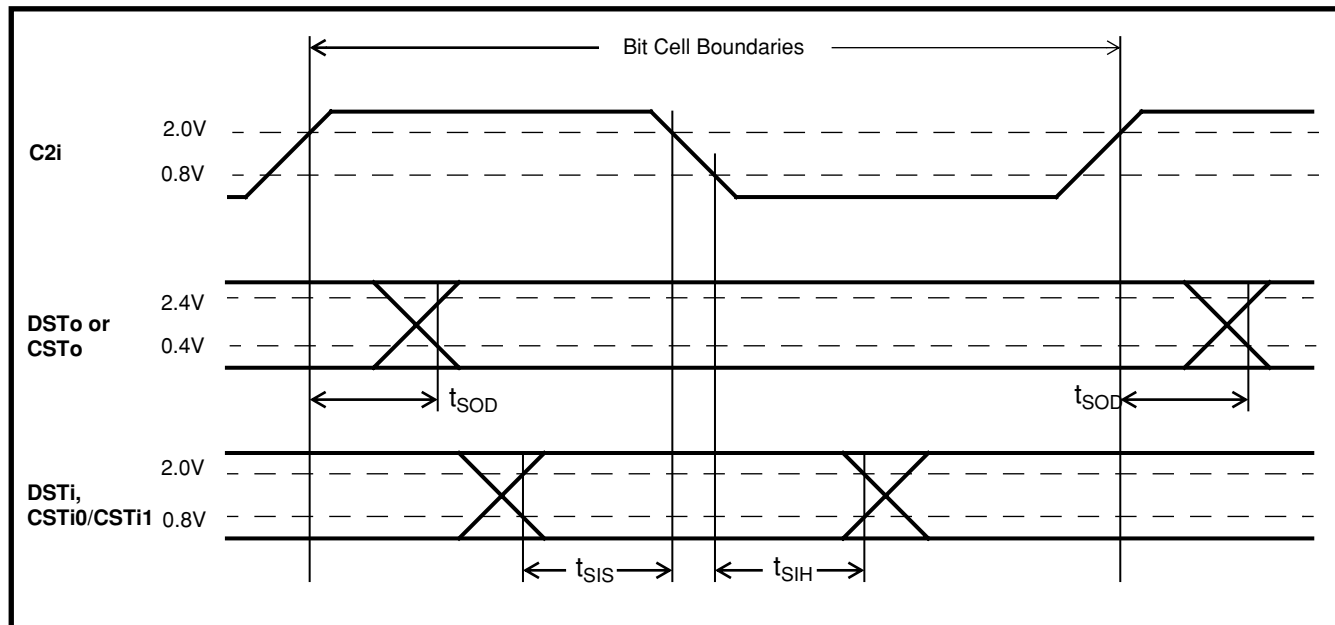 Bit Cell Boundaries
2.0V
C2i
0.8V
2.4V
DSTo or
CSTo
0.4V
tSOD
tSOD
2.0V
DSTi,
CSTi0/CSTi1
0.8V
tSIS
tSIH